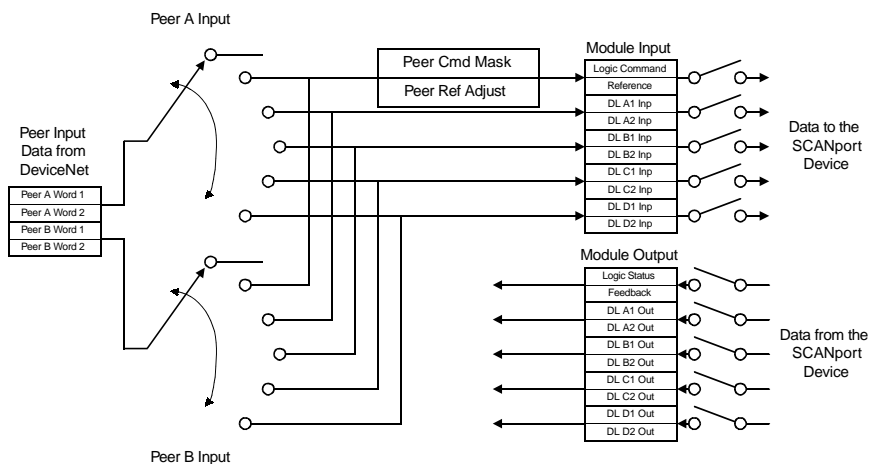 Peer A Input
Peer Cmd Mask
Peer Ref Adjust
Module Input
Logic Command
Reference
DL A1 Inp
DL A2 Inp
DL B1 Inp
DL B2 Inp
DL C1 Inp
DL C2 Inp
DL D1 Inp
DL D2 Inp
Data to the
SCANport
Device
Peer Input
Data from
DeviceNet
Peer A Word 1
Peer A Word 2
Peer B Word 1
Peer B Word 2
Module Output
Logic Status
Feedback
DL A1 Out
DL A2 Out
DL B1 Out
DL B2 Out
DL C1 Out
DL C2 Out
DL D1 Out
DL D2 Out
Data from the
SCANport
Device
Peer B Input